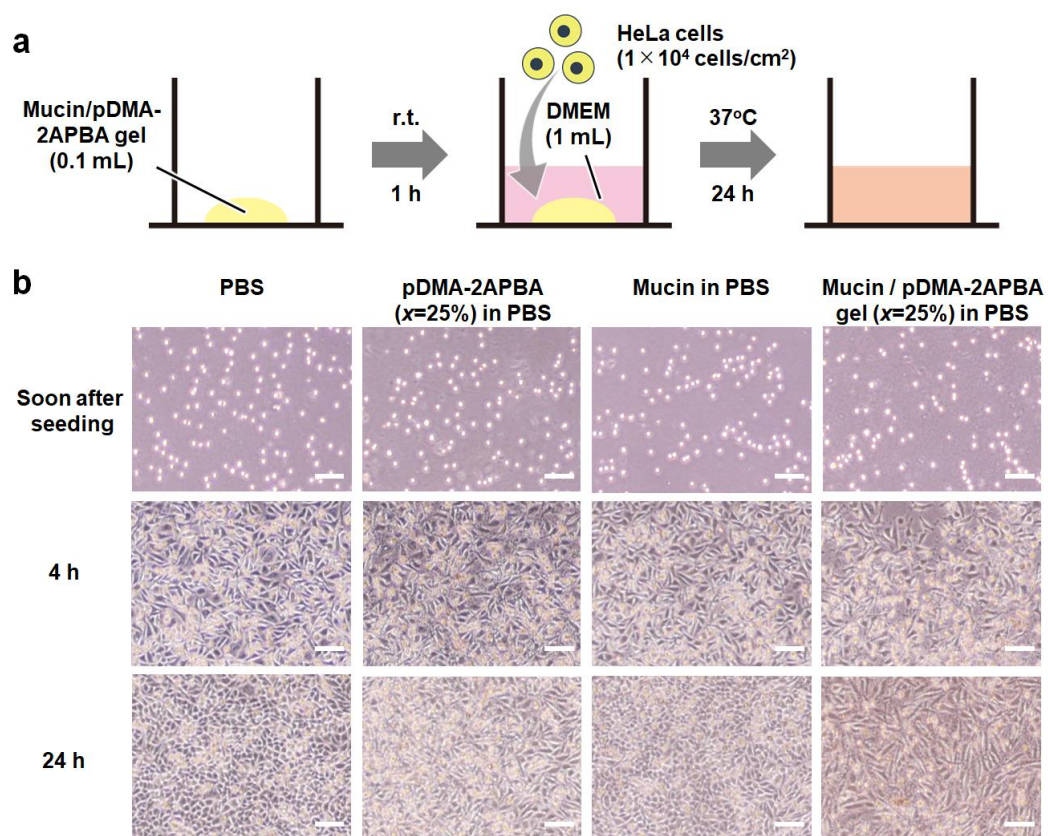 a
Mucin/pDMA-
2APBA gel
(0.1 mL)
r.t.
1 h
HeLa cells
(1×10⁴ cells/cm²)
DMEM
(1 mL)
37ºC
24 h
b
PBS
pDMA-2APBA
(x=25%) in PBS
Mucin in PBS
Mucin / pDMA-2APBA
gel (x=25%) in PBS
Soon after
seeding
4 h
24 h